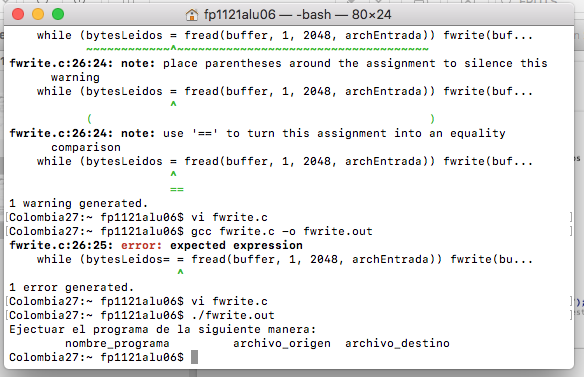 fp1121alu06 — -bash — 80×24
while (bytesLeidos = fread(buffer, 1, 2048, archEntrada)) fwrite(buf...
~~~~~~~~~~~~^~~~~~~~~~~~~~~~~~~~~~~~~~~~~~~~~~~~~
fwrite.c:26:24: note: place parentheses around the assignment to silence this
warning
while (bytesLeidos = fread(buffer, 1, 2048, archEntrada)) fwrite(buf...
^
( )
fwrite.c:26:24: note: use '==' to turn this assignment into an equality
comparison
while (bytesLeidos = fread(buffer, 1, 2048, archEntrada)) fwrite(buf...
^
==
1 warning generated.
[Colombia27:~ fp1121alu06$ vi fwrite.c ]
[Colombia27:~ fp1121alu06$ gcc fwrite.c -o fwrite.out ]
fwrite.c:26:25: error: expected expression
while (bytesLeidos= = fread(buffer, 1, 2048, archEntrada)) fwrite(bu...
^
1 error generated.
[Colombia27:~ fp1121alu06$ vi fwrite.c ]
[Colombia27:~ fp1121alu06$ ./fwrite.out ]
Ejectuar el programa de la siguiente manera:
nombre_programa archivo_origen archivo_destino
Colombia27:~ fp1121alu06$